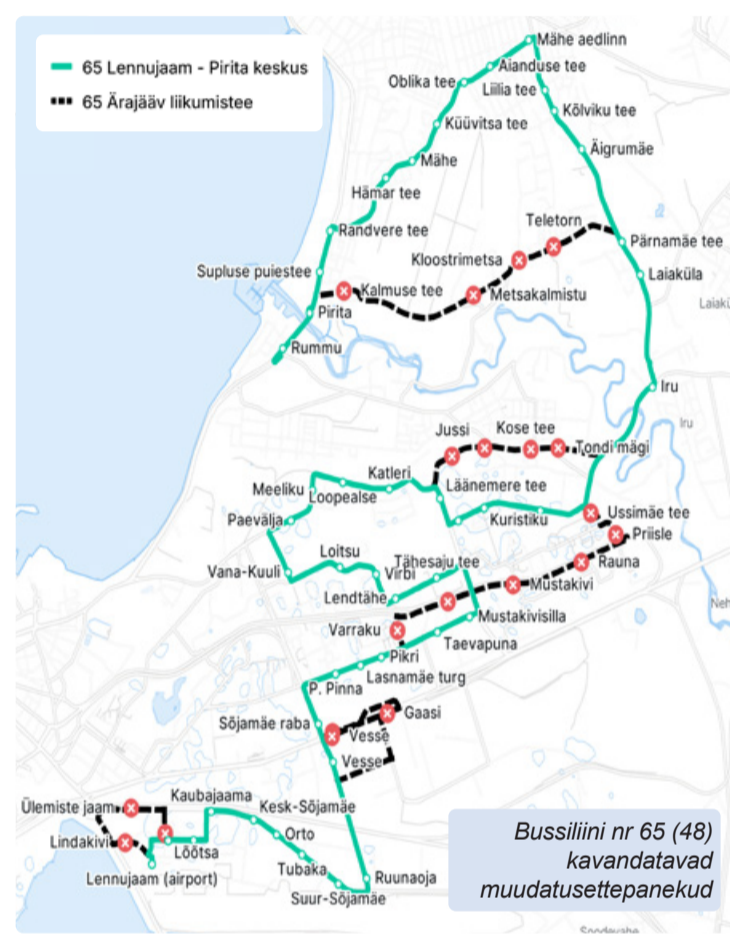 65 Lennujaam - Pirita keskus
65 Ärajääv liikumistee
Mähe aedlinn
Aianduse tee
Oblika tee
Liilia tee
Kõlviku tee
Küüvitsa tee
Äigrumäe
Mähe
Hämar tee
Teletorn
Randvere tee
Pärnamäe tee
Kloostrimetsa
Supluse puiestee
Laiaküla
Kalmuse tee
Metsakalmistu
Laiakü
Pirita
Rummu
Iru
Iru
Jussi
Kose tee
Tondi mägi
Katleri
Läänemere tee
Meeliku
Loopealse
Paevälja
Kuristiku
Ussimäe tee
Priisle
Loitsu
Tähesaju tee
Rauna
Vana-Kuuli
Virbi
Mustakivi
Lendtähe
Neh
Mustakivisilla
Varraku
Taevapuna
Pikri
Lasnamäe turg
P. Pinna
Gaasi
Sõjamäe raba
Vesse
Vesse
Kaubajaama
Ülemiste jaam
Kesk-Sõjamäe
Lindakivi
Orto
Lõõtsa
Tubaka
Lennujaam (airport)
Ruunaoja
Suur-Sõjamäe
Bussiliini nr 65 (48)
kavandatavad
muudatusettepanekud